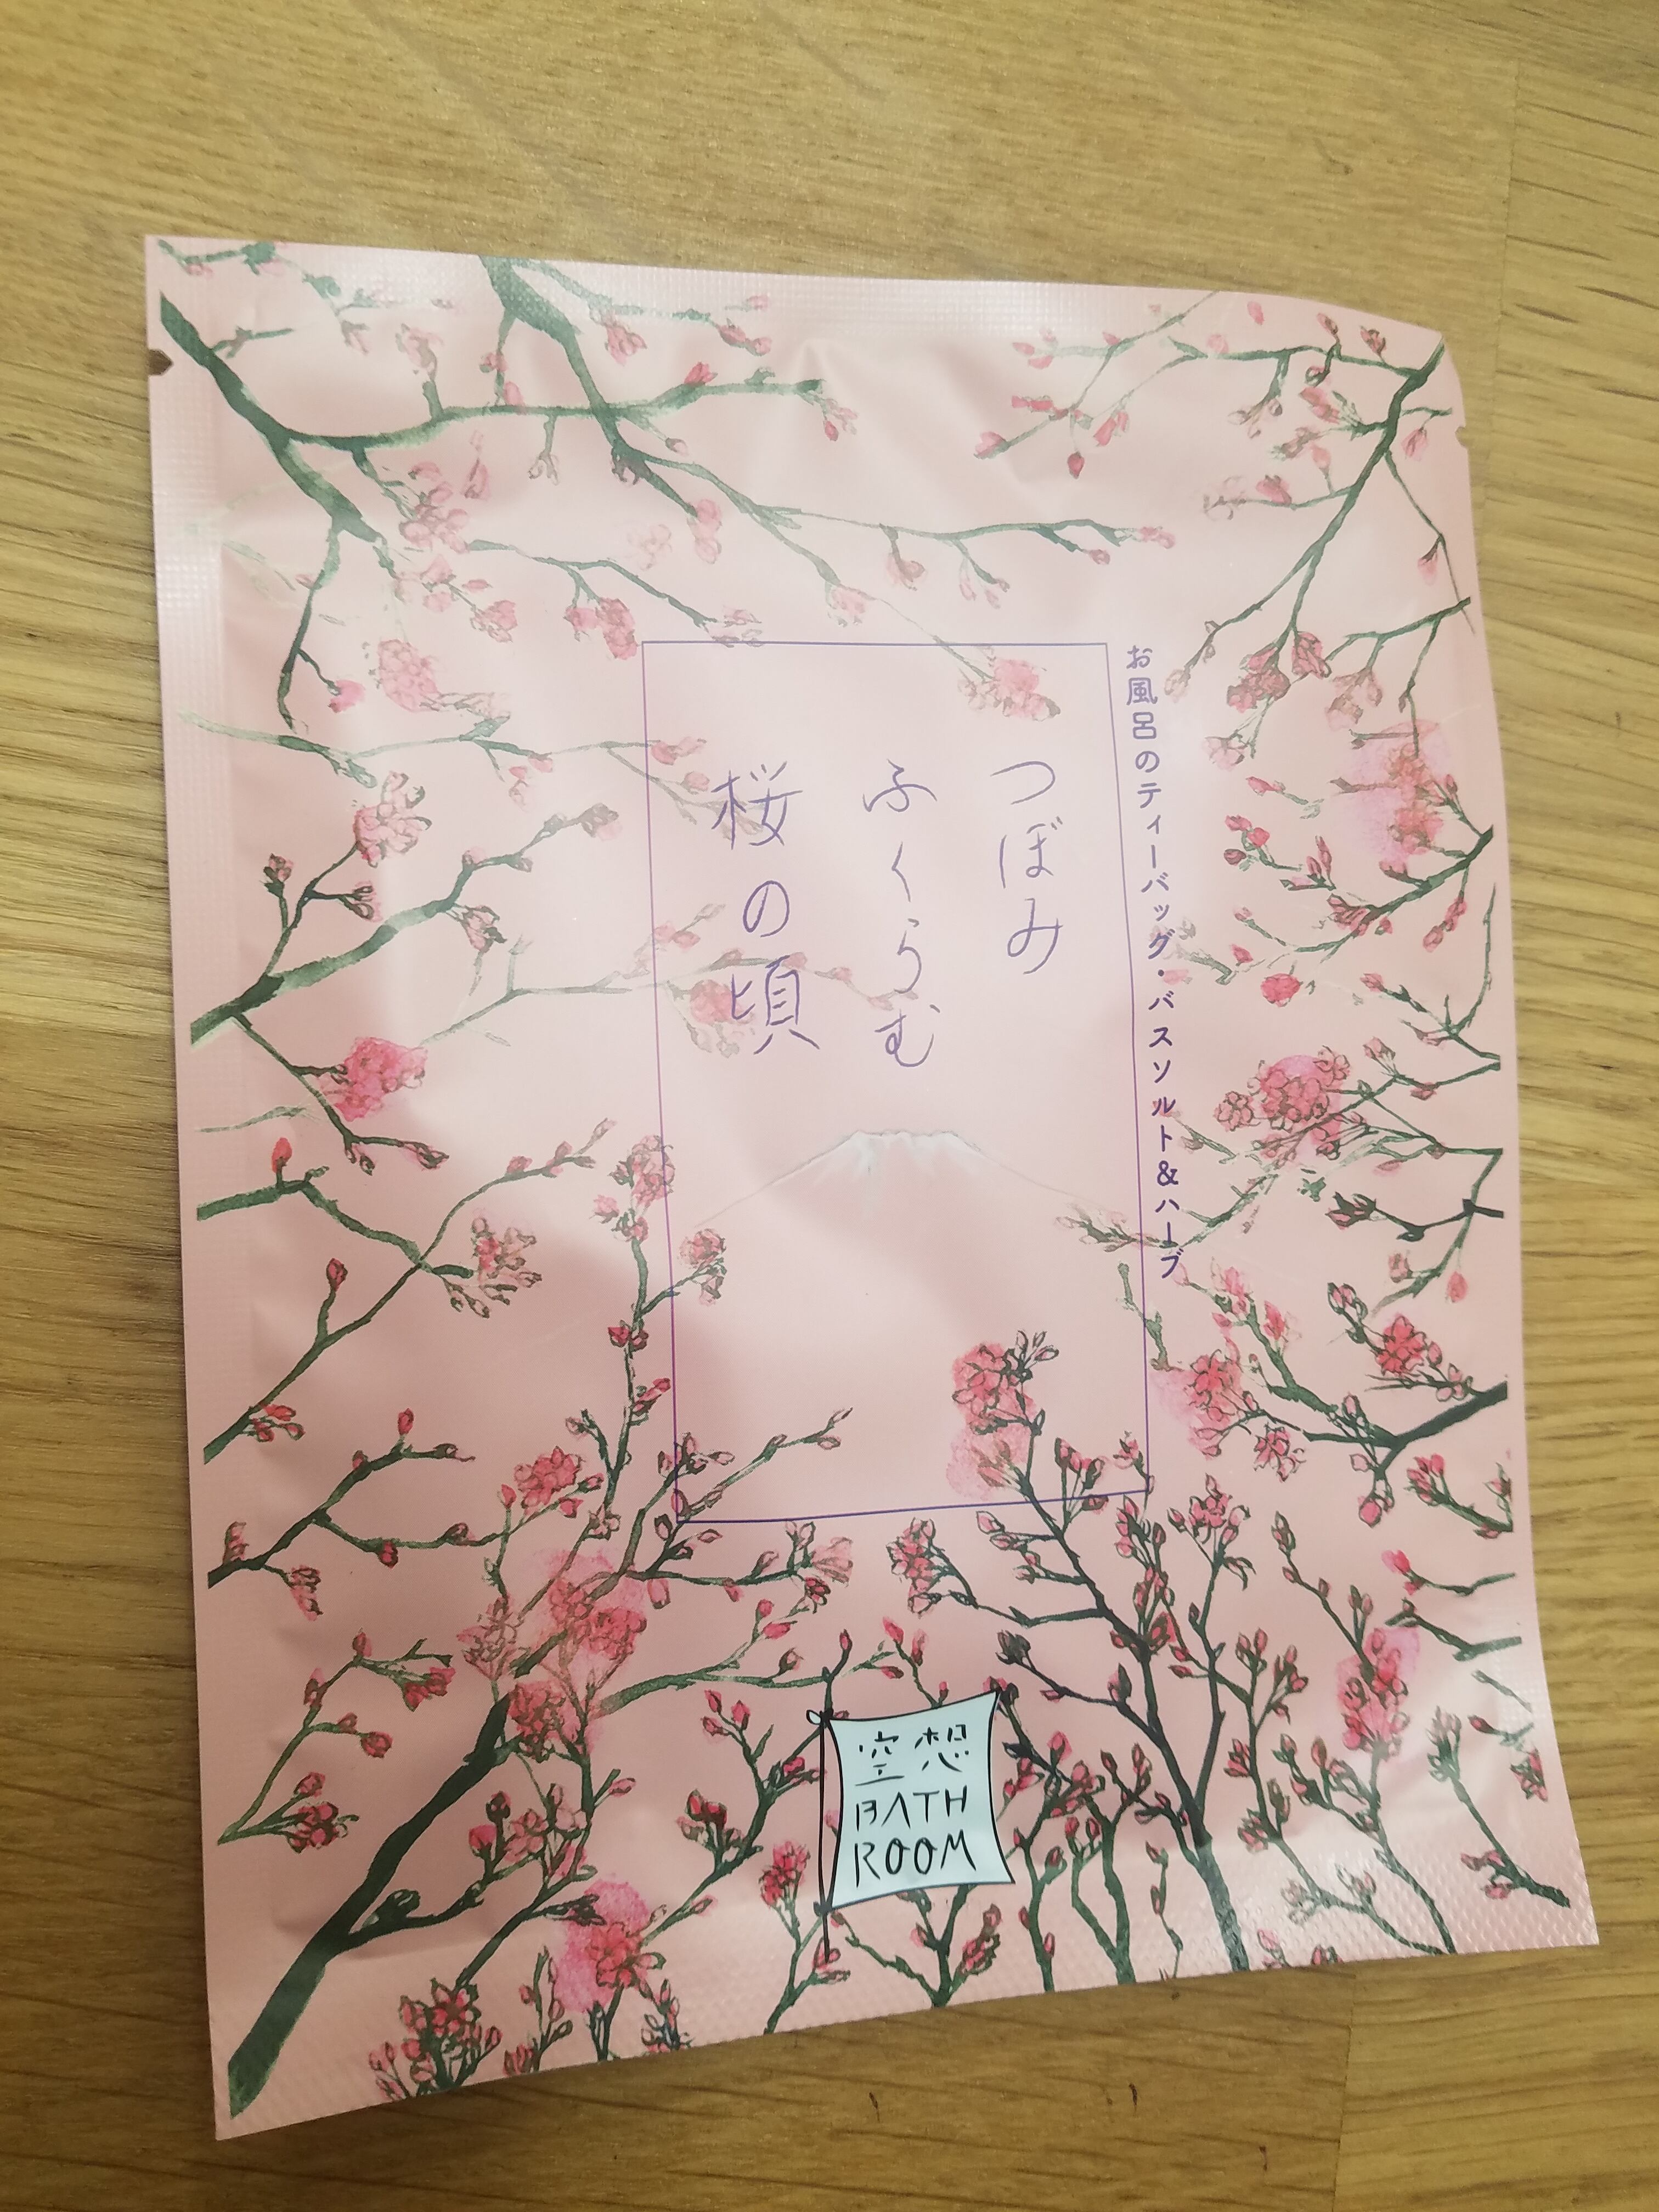 お風呂のティーバッグ・バスソルト&ハーブ
つぼみ
ふくらむ
桜の頃
空想
BATH
ROOM